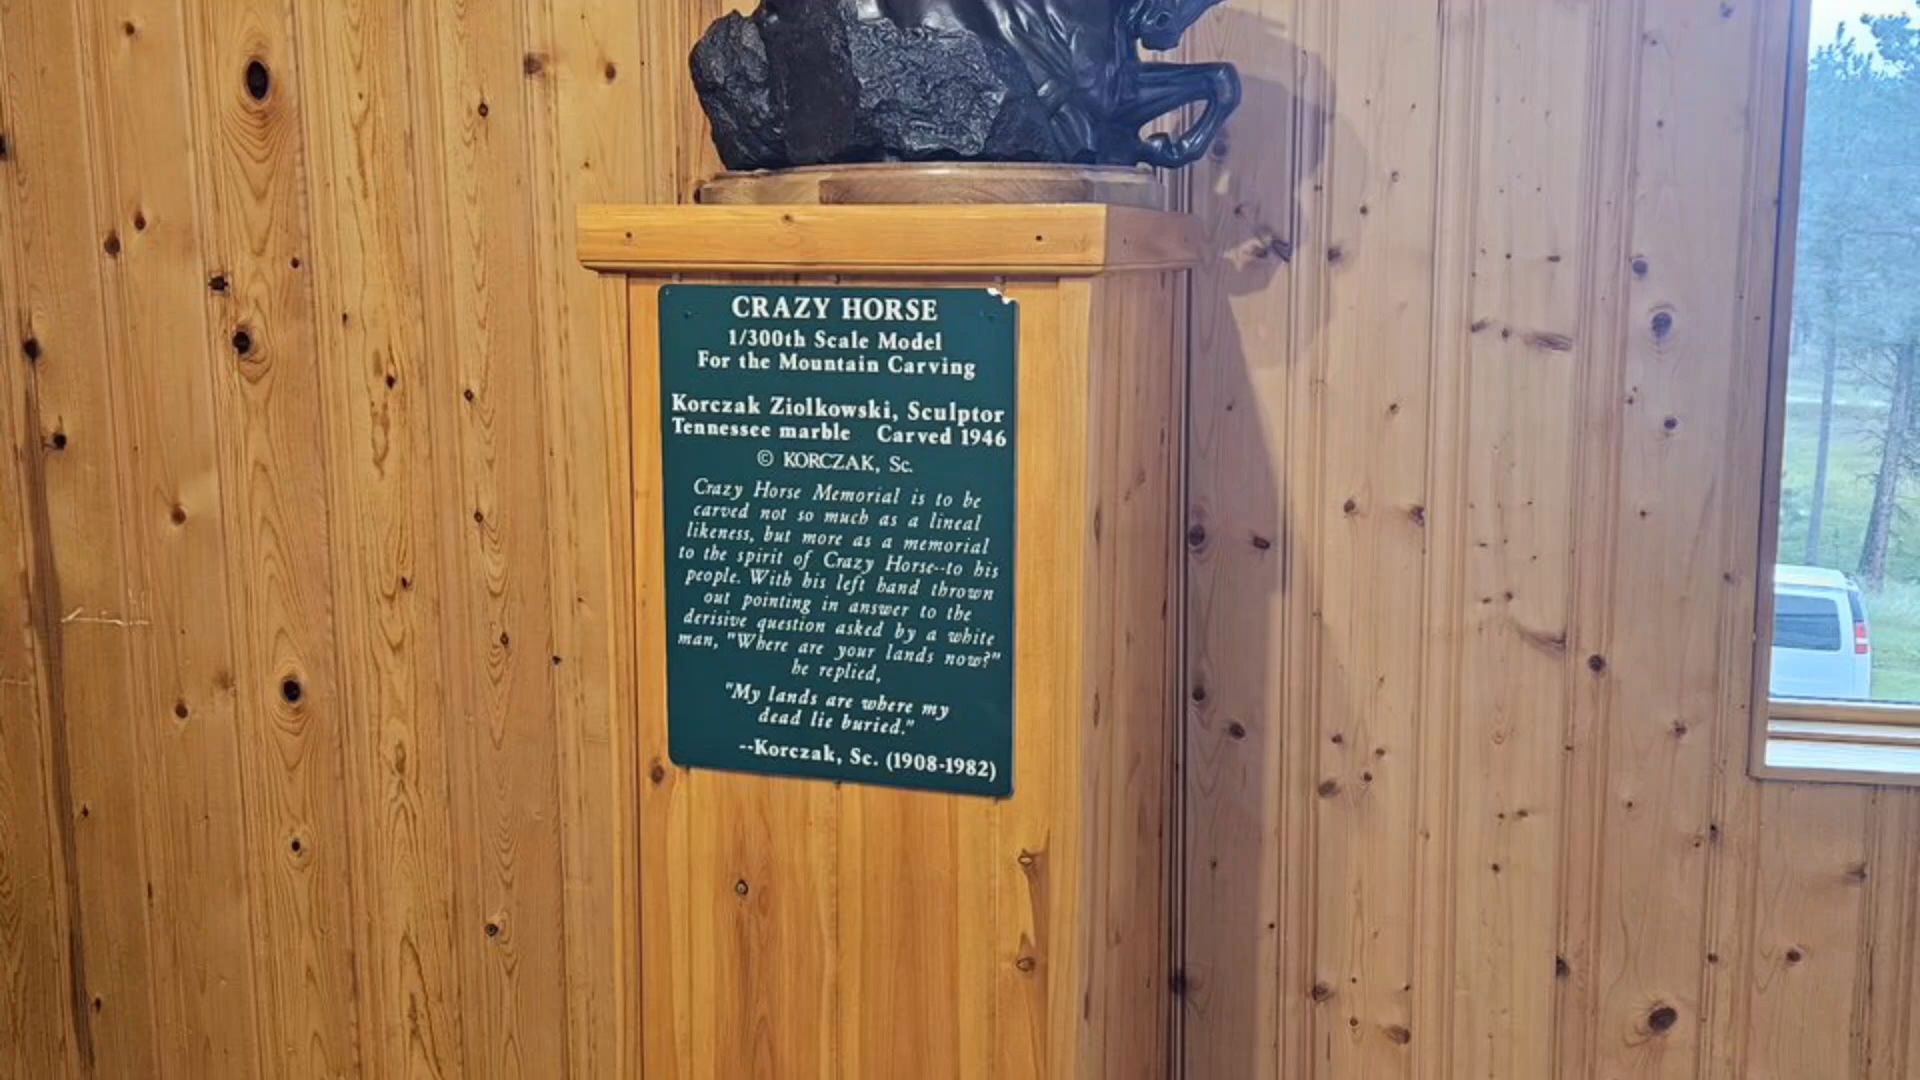 CRAZY HORSE
1/300th Scale Model
For the Mountain Carving
Korczak Ziolkowski, Sculptor
Tennessee marble Carved 1946
© KORCZAK, Sc.
Crazy Horse Memorial is to be
carved not so much as a lineal
likeness, but more as a memorial
to the spirit of Crazy Horse--to his
people. With his left hand thrown
out pointing in answer to the
derisive question asked by a white
man, "Where are your lands now?"
he replied,
"My lands are where my
dead lie buried."
--Korczak, Sc. (1908-1982)